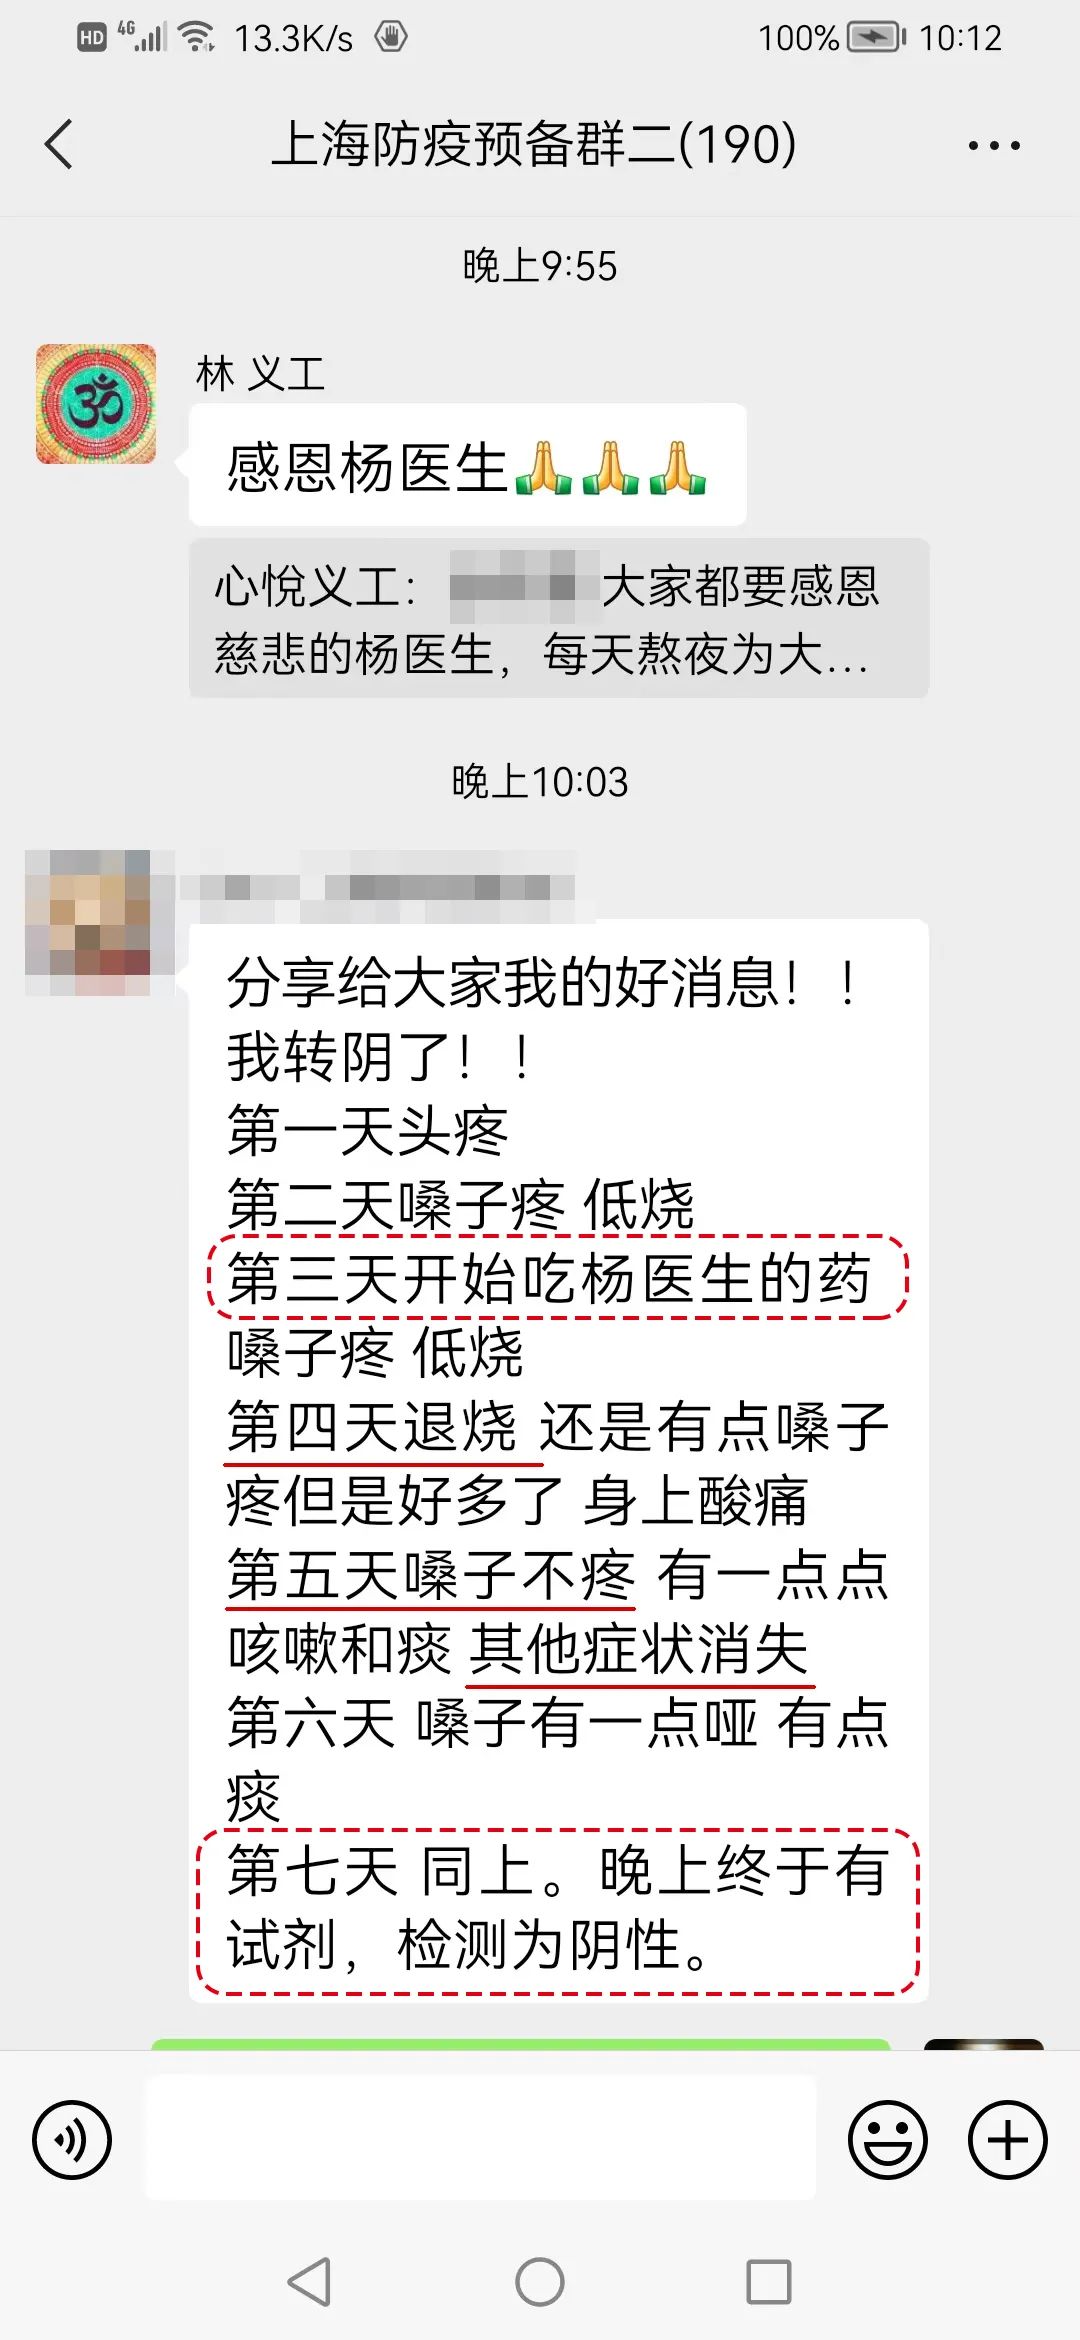 HD 4G 13.3K/s 100% 10:12
上海防疫预备群二(190)
晚上9:55
林 义工
感恩杨医生🙏🙏🙏
心悦义工: 大家都要感恩
慈悲的杨医生，每天熬夜为大...
晚上10:03
分享给大家我的好消息！！
我转阴了！！
第一天头疼
第二天嗓子疼 低烧
第三天开始吃杨医生的药
嗓子疼 低烧
第四天退烧 还是有点嗓子
疼但是好多了 身上酸痛
第五天嗓子不疼 有一点点
咳嗽和痰 其他症状消失
第六天 嗓子有一点哑 有点
痰
第七天 同上。晚上终于有
试剂，检测为阴性。